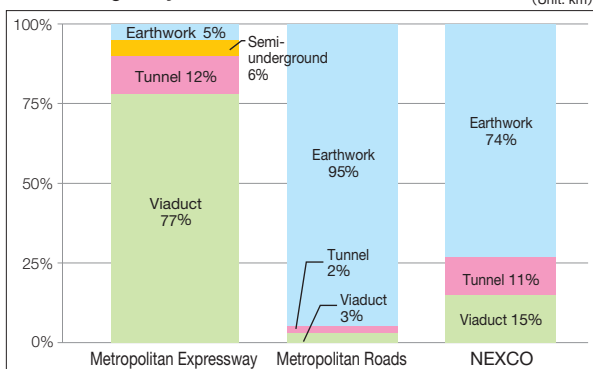 (Unit: km)
100%
75%
50%
25%
0%
Earthwork 5%
Semi-
underground
6%
Tunnel 12%
Viaduct
77%
Earthwork
95%
Tunnel
2%
Viaduct
3%
Earthwork
74%
Tunnel 11%
Viaduct 15%
Metropolitan Expressway
Metropolitan Roads
NEXCO